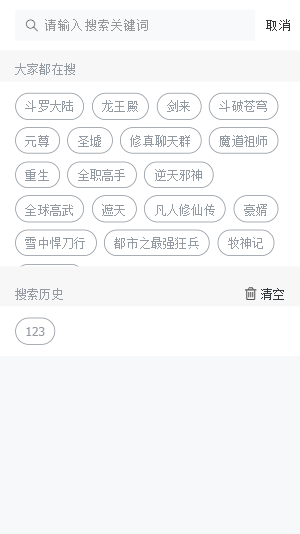 请输入搜索关键词 取消
大家都在搜
斗罗大陆 龙王殿 剑来 斗破苍穹
元尊 圣墟 修真聊天群 魔道祖师
重生 全职高手 逆天邪神
全球高武 遮天 凡人修仙传 豪婿
雪中悍刀行 都市之最强狂兵 牧神记
搜索历史 清空
123